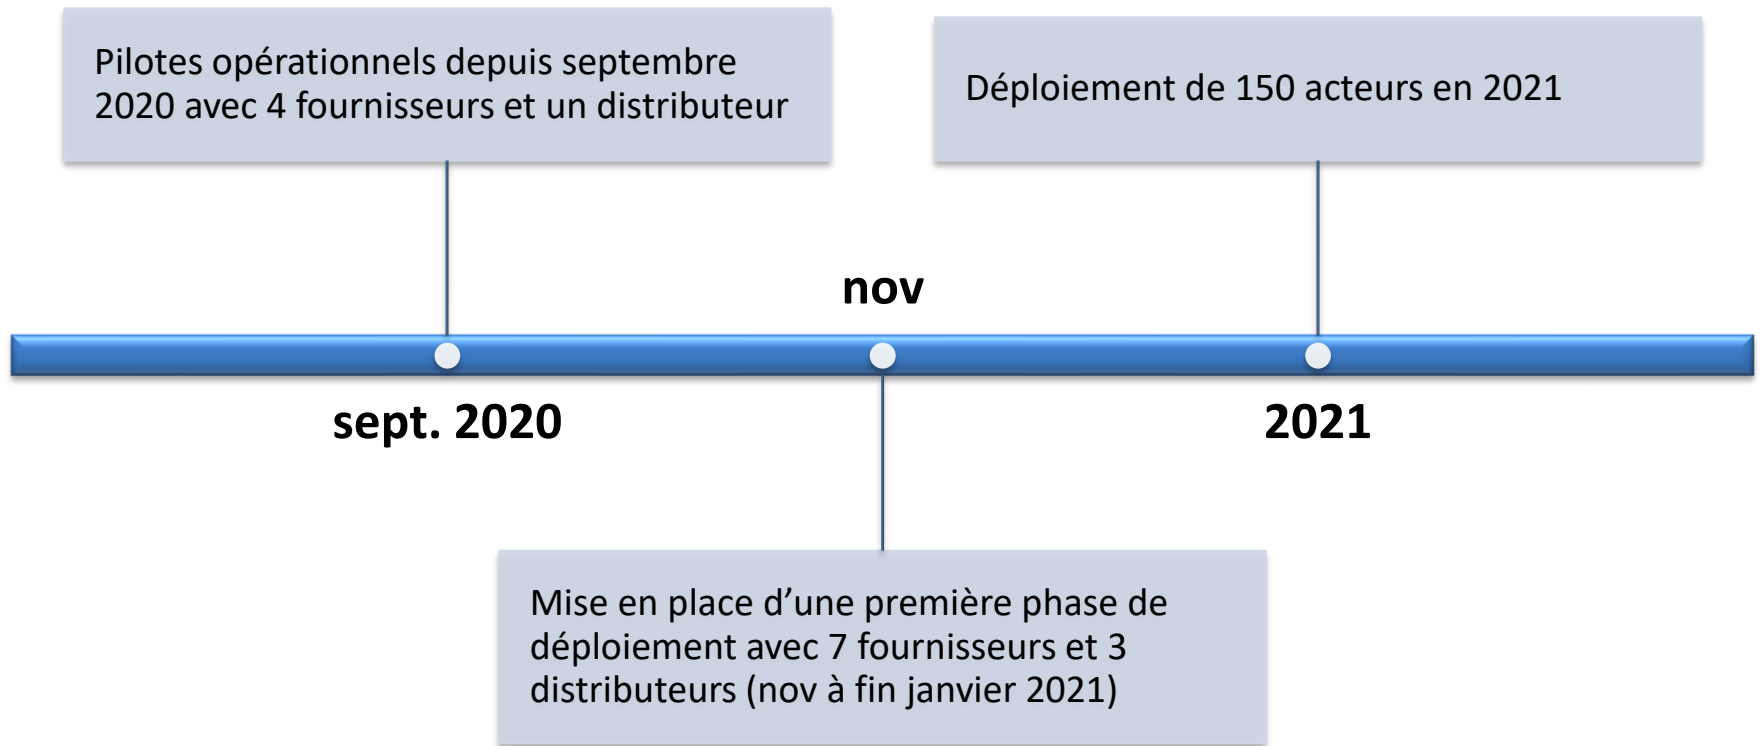 Pilotes opérationnels depuis septembre
2020 avec 4 fournisseurs et un distributeur
Déploiement de 150 acteurs en 2021
nov
sept. 2020
2021
Mise en place d’une première phase de
déploiement avec 7 fournisseurs et 3
distributeurs (nov à fin janvier 2021)